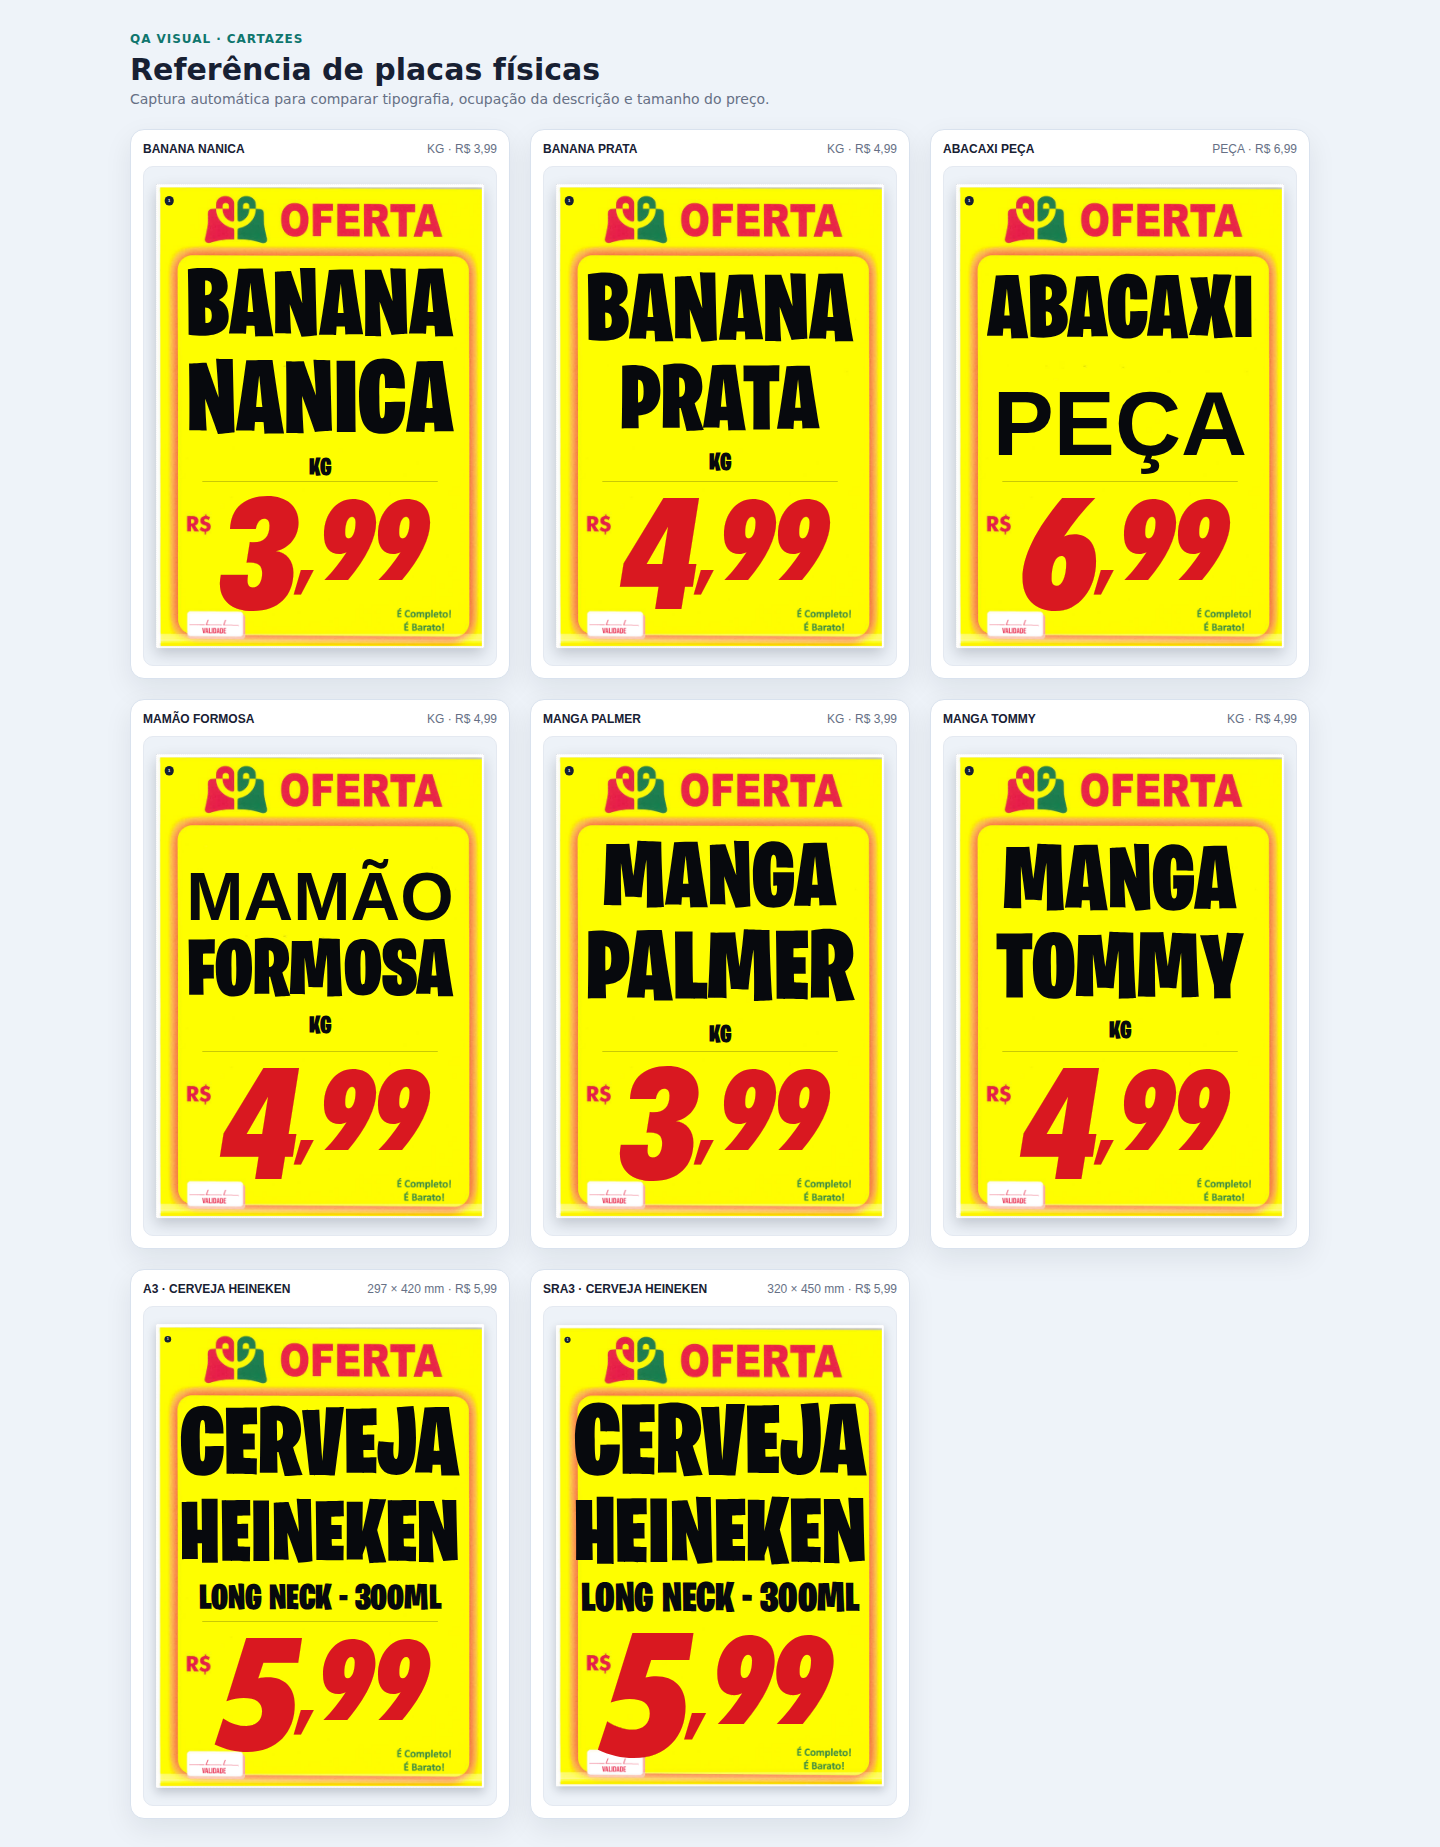 QA VISUAL · CARTAZES
Referência de placas físicas
Captura automática para comparar tipografia, ocupação da descrição e tamanho do preço.
BANANA NANICA KG · R$ 3,99
OFERTA
BANANA
NANICA
KG
R$ 3,99
VALIDADE
É Completo!
É Barato!
BANANA PRATA KG · R$ 4,99
OFERTA
BANANA
PRATA
KG
R$ 4,99
VALIDADE
É Completo!
É Barato!
ABACAXI PEÇA PEÇA · R$ 6,99
OFERTA
ABACAXI
PEÇA
R$ 6,99
VALIDADE
É Completo!
É Barato!
MAMÃO FORMOSA KG · R$ 4,99
OFERTA
MAMÃO
FORMOSA
KG
R$ 4,99
VALIDADE
É Completo!
É Barato!
MANGA PALMER KG · R$ 3,99
OFERTA
MANGA
PALMER
KG
R$ 3,99
VALIDADE
É Completo!
É Barato!
MANGA TOMMY KG · R$ 4,99
OFERTA
MANGA
TOMMY
KG
R$ 4,99
VALIDADE
É Completo!
É Barato!
A3 · CERVEJA HEINEKEN 297 × 420 mm · R$ 5,99
OFERTA
CERVEJA
HEINEKEN
LONG NECK - 300ML
R$ 5,99
VALIDADE
É Completo!
É Barato!
SRA3 · CERVEJA HEINEKEN 320 × 450 mm · R$ 5,99
OFERTA
CERVEJA
HEINEKEN
LONG NECK - 300ML
R$ 5,99
VALIDADE
É Completo!
É Barato!